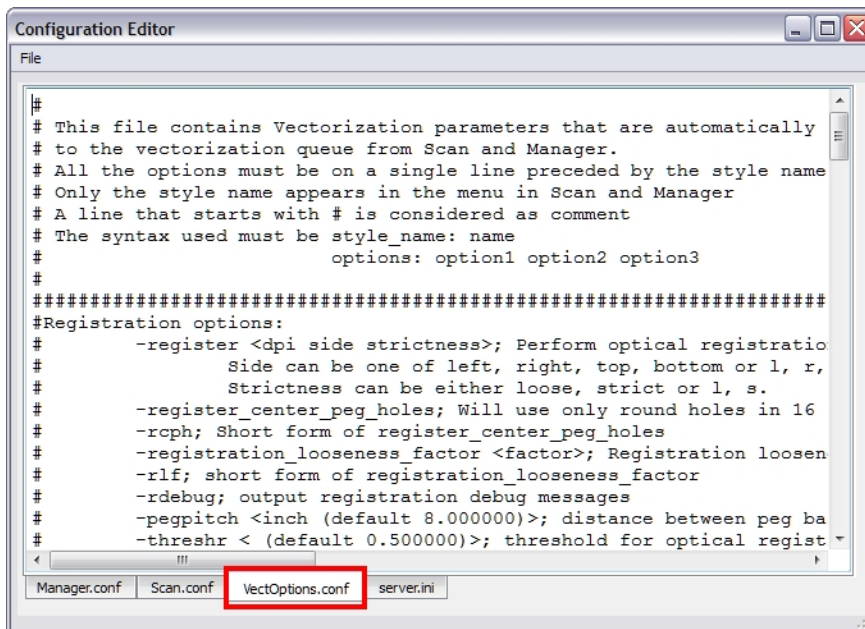 Configuration Editor
File
#
# This file contains Vectorization parameters that are automatically
# to the vectorization queue from Scan and Manager.
# All the options must be on a single line preceded by the style name
# Only the style name appears in the menu in Scan and Manager
# A line that starts with # is considered as comment
# The syntax used must be style_name: name
# options: option1 option2 option3
#
######################################################################
#Registration options:
# -register <dpi side strictness>; Perform optical registratio
# Side can be one of left, right, top, bottom or l, r,
# Strictness can be either loose, strict or l, s.
# -register_center_peg_holes; Will use only round holes in 16
# -rcph; Short form of register_center_peg_holes
# -registration_looseness_factor <factor>; Registration loosen
# -rlf; short form of registration_looseness_factor
# -rdebug; output registration debug messages
# -pegpitch <inch (default 8.000000)>; distance between peg ba
# -threshr < (default 0.500000)>; threshold for optical regist
Manager.conf Scan.conf VectOptions.conf server.ini